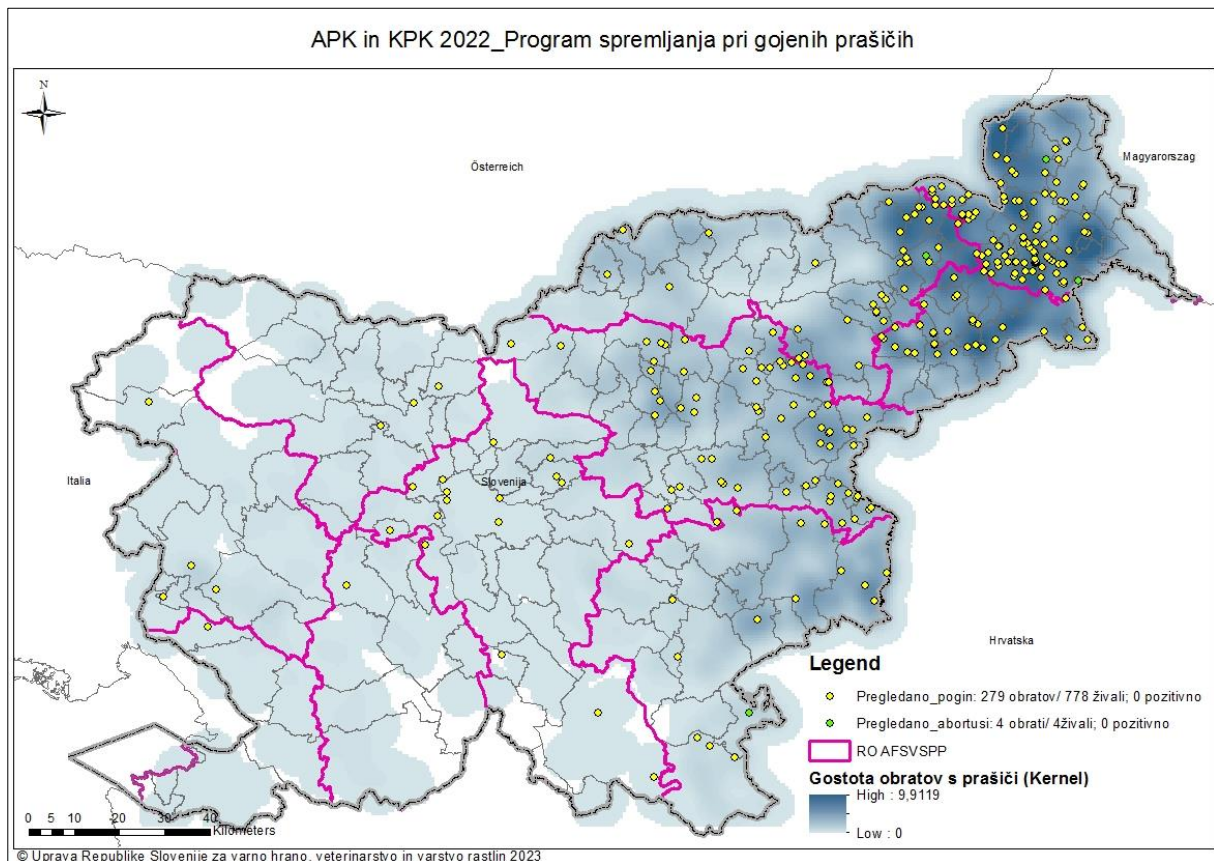 APK in KPK 2022_Program spremljanja pri gojenih prašičih
N
Österreich
Magyarország
Italia
Slovenija
Hrvatska
Legend
Pregledano_pogin: 279 obratov/ 778 živali; 0 pozitivno
Pregledano_abortusi: 4 obrati/ 4živali; 0 pozitivno
RO AFSVSPP
Gostota obratov s prašiči (Kernel)
High : 9,9119
Low : 0
0 5 10 20 30 40
Kilometers
© Uprava Republike Slovenije za varno hrano, veterinarstvo in varstvo rastlin 2023